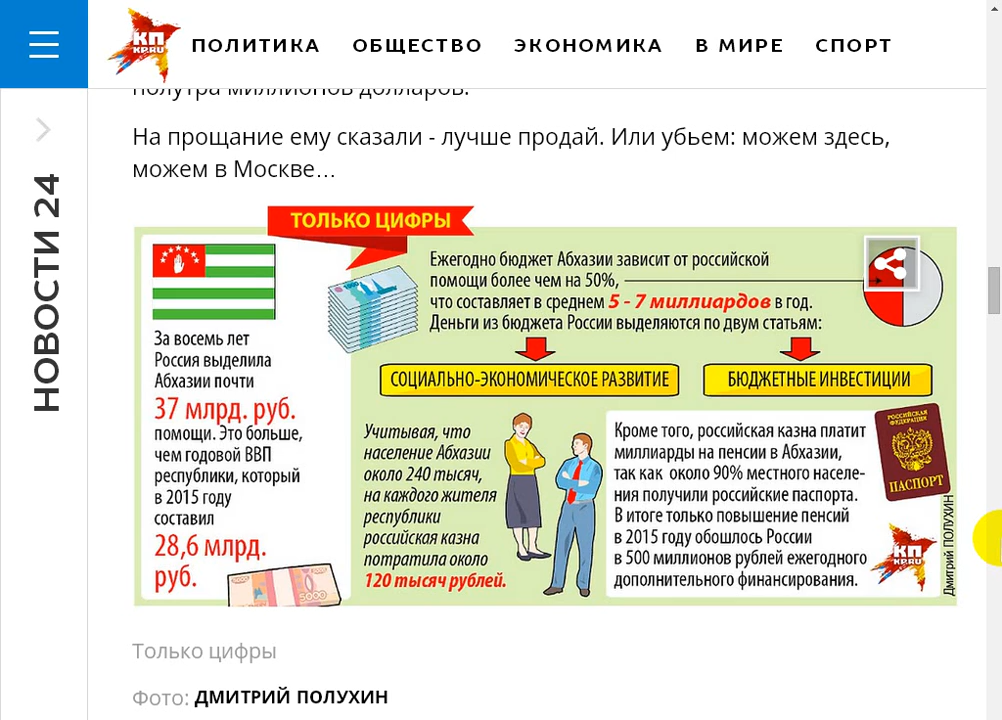 КП
KP.RU
ПОЛИТИКА ОБЩЕСТВО ЭКОНОМИКА В МИРЕ СПОРТ
НОВОСТИ 24
полутра миллионов долларов.
На прощание ему сказали - лучше продай. Или убьем: можем здесь,
можем в Москве…
ТОЛЬКО ЦИФРЫ
За восемь лет
Россия выделила
Абхазии почти
37 млрд. руб.
помощи. Это больше,
чем годовой ВВП
республики, который
в 2015 году
составил
28,6 млрд.
руб.
5000
Ежегодно бюджет Абхазии зависит от российской
помощи более чем на 50%,
что составляет в среднем 5 - 7 миллиардов в год.
Деньги из бюджета России выделяются по двум статьям:
СОЦИАЛЬНО-ЭКОНОМИЧЕСКОЕ РАЗВИТИЕ
БЮДЖЕТНЫЕ ИНВЕСТИЦИИ
Учитывая, что
население Абхазии
около 240 тысяч,
на каждого жителя
республики
российская казна
потратила около
120 тысяч рублей.
Кроме того, российская казна платит
миллиарды на пенсии в Абхазии,
так как около 90% местного населе-
ния получили российские паспорта.
В итоге только повышение пенсий
в 2015 году обошлось России
в 500 миллионов рублей ежегодного
дополнительного финансирования.
РОССИЙСКАЯ
ФЕДЕРАЦИЯ
ПАСПОРТ
КП
KP.RU
Дмитрий ПОЛУХИН
Только цифры
Фото: ДМИТРИЙ ПОЛУХИН